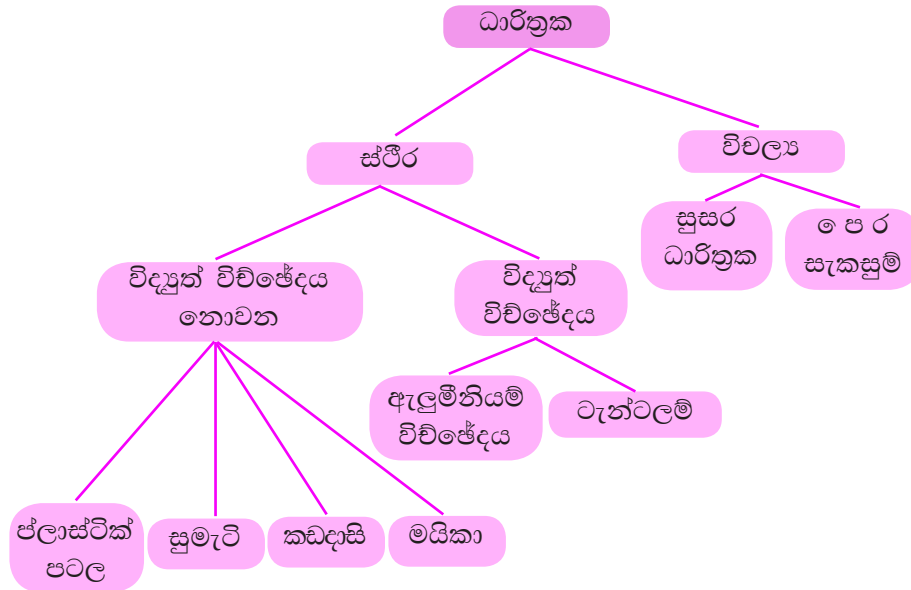 ධාරිත්‍රක
ස්ථීර
විචල්‍ය
සුසර
ධාරිත්‍රක
පෙ ර
සැකසුම්
විද්‍යුත් විච්ඡේදය
නොවන
විද්‍යුත්
විච්ඡේදය
ඇලුමීනියම්
විච්ඡේදය
ටැන්ටලම්
ප්ලාස්ටික්
පටල
සුමැටි
කඩදාසි
මයිකා